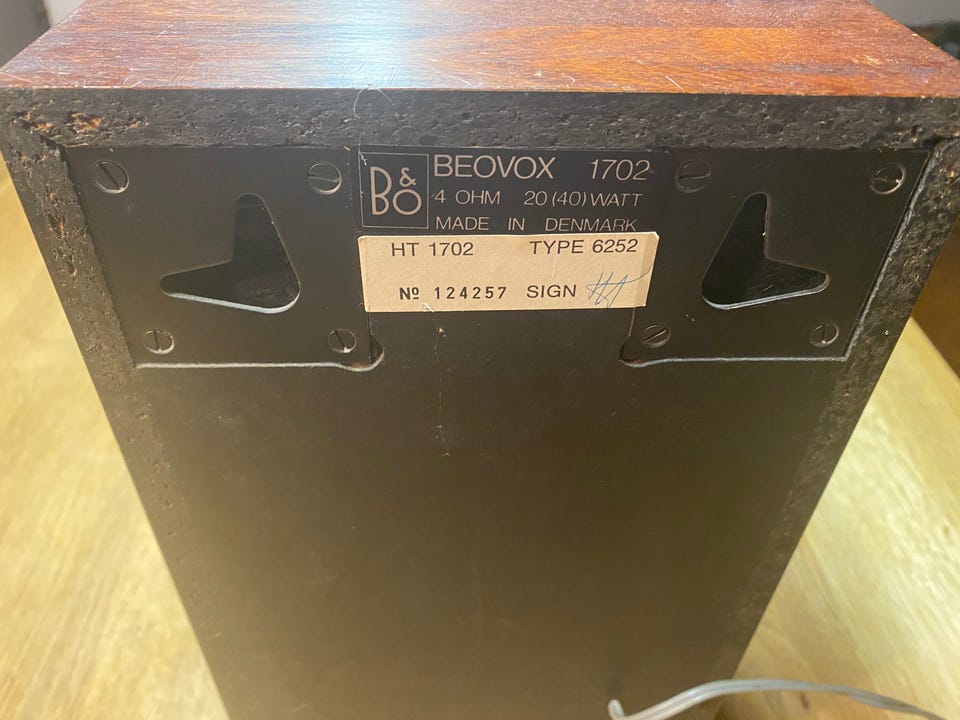 B&O
BEOVOX 1702
4 OHM 20 (40) WATT
MADE IN DENMARK
HT 1702 TYPE 6252
Nº 124257 SIGN